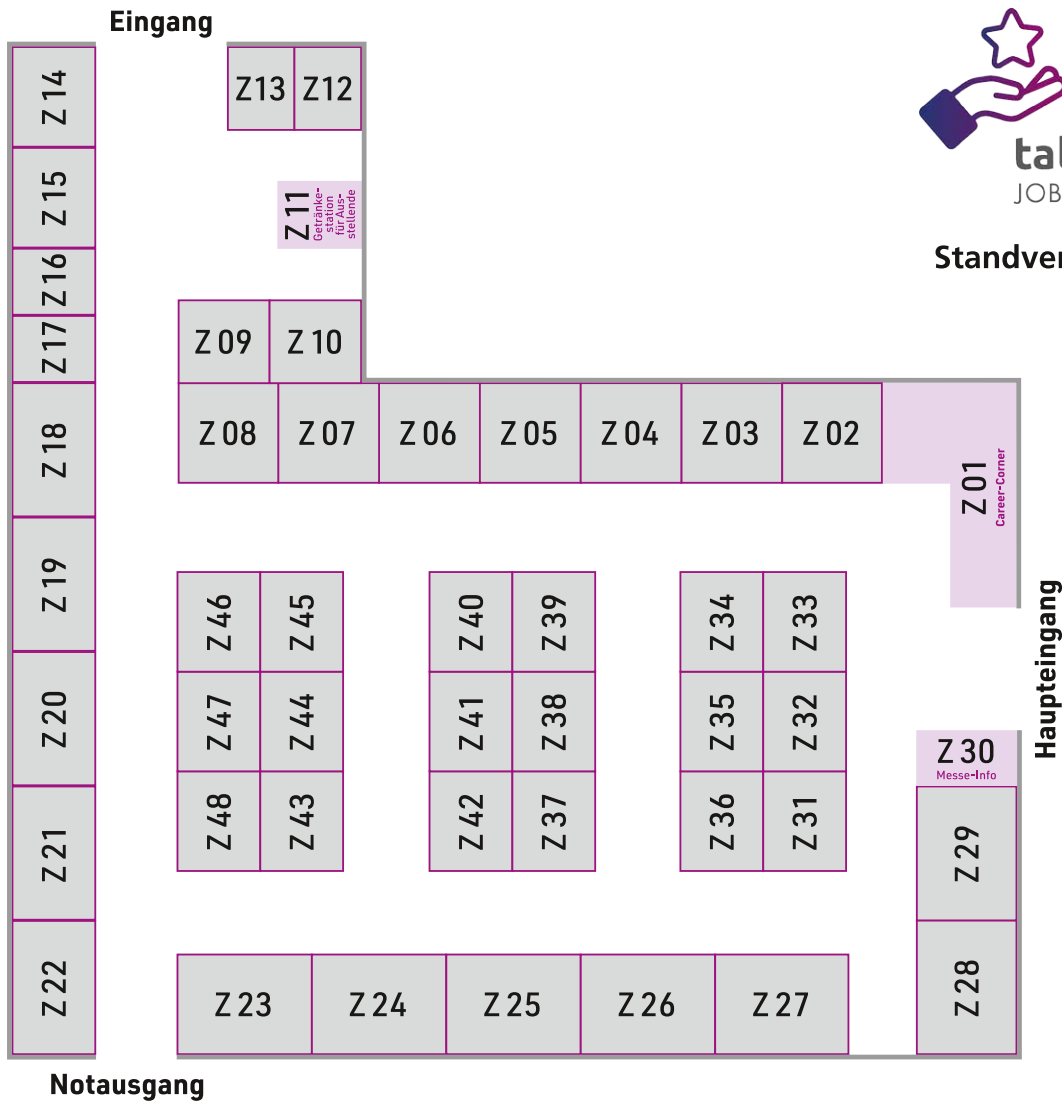 Eingang
Z 14
Z13
Z12
tal
JOB
Z 15
Z 11
Getränke-
station
für Aus-
stellende
Z 16
Standver
Z 17
Z 09
Z 10
Z 18
Z 08
Z 07
Z 06
Z 05
Z 04
Z 03
Z 02
Z 01
Career-Corner
Z 19
Z 46
Z 45
Z 40
Z 39
Z 34
Z 33
Haupteingang
Z 20
Z 47
Z 44
Z 41
Z 38
Z 35
Z 32
Z 30
Messe-Info
Z 21
Z 48
Z 43
Z 42
Z 37
Z 36
Z 31
Z 29
Z 22
Z 23
Z 24
Z 25
Z 26
Z 27
Z 28
Notausgang